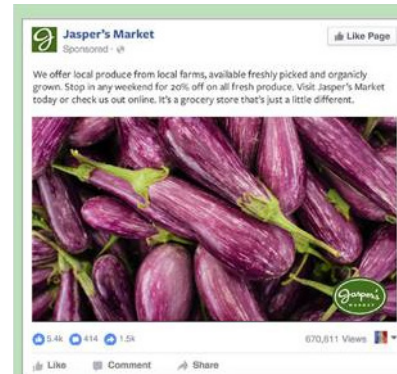 Jasper's Market
Sponsored
Like Page
We offer local produce from local farms, available freshly picked and organicly
grown. Stop in any weekend for 20% off on all fresh produce. Visit Jasper's Market
today or check us out online. It's a grocery store that's just a little different.
Jasper's
MARKET
5.4k 414 1.5k 670,611 Views
Like Comment Share